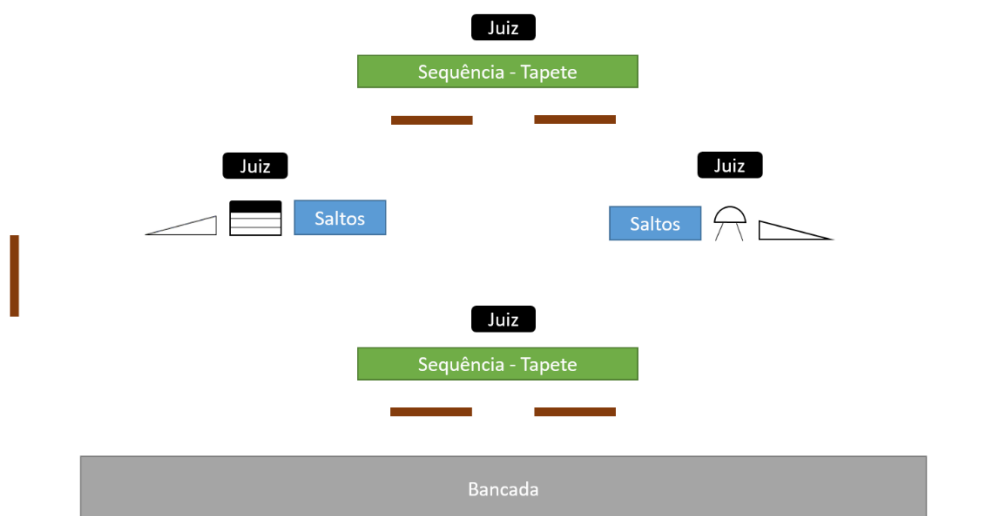 Juiz
Sequência - Tapete
Juiz
Juiz
Saltos
Saltos
Juiz
Sequência - Tapete
Bancada